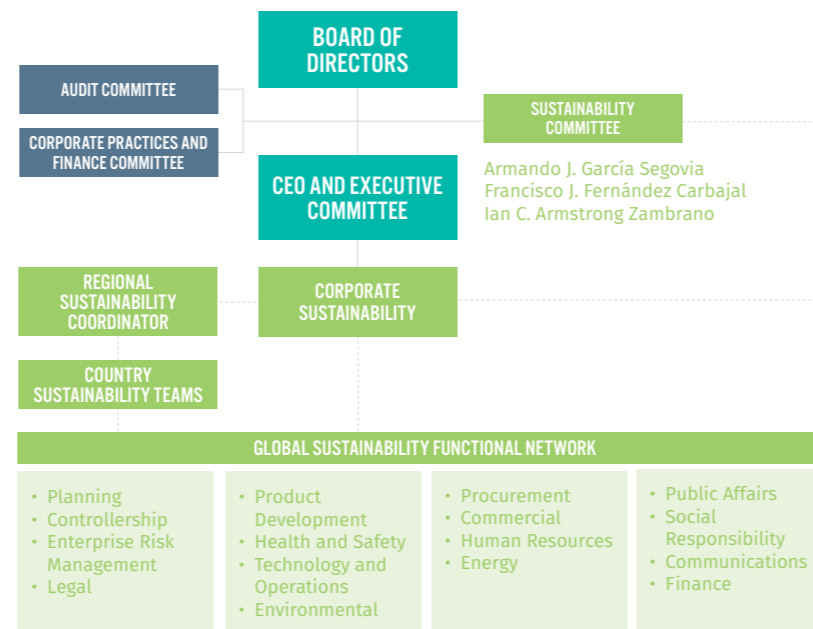 BOARD OF
DIRECTORS
AUDIT COMMITTEE
CORPORATE PRACTICES AND
FINANCE COMMITTEE
SUSTAINABILITY
COMMITTEE
Armando J. García Segovia
Francisco J. Fernández Carbajal
Ian C. Armstrong Zambrano
CEO AND EXECUTIVE
COMMITTEE
REGIONAL
SUSTAINABILITY
COORDINATOR
CORPORATE
SUSTAINABILITY
COUNTRY
SUSTAINABILITY TEAMS
GLOBAL SUSTAINABILITY FUNCTIONAL NETWORK
• Planning
• Controllership
• Enterprise Risk
Management
• Legal
• Product
Development
• Health and Safety
• Technology and
Operations
• Environmental
• Procurement
• Commercial
• Human Resources
• Energy
• Public Affairs
• Social
Responsibility
• Communications
• Finance